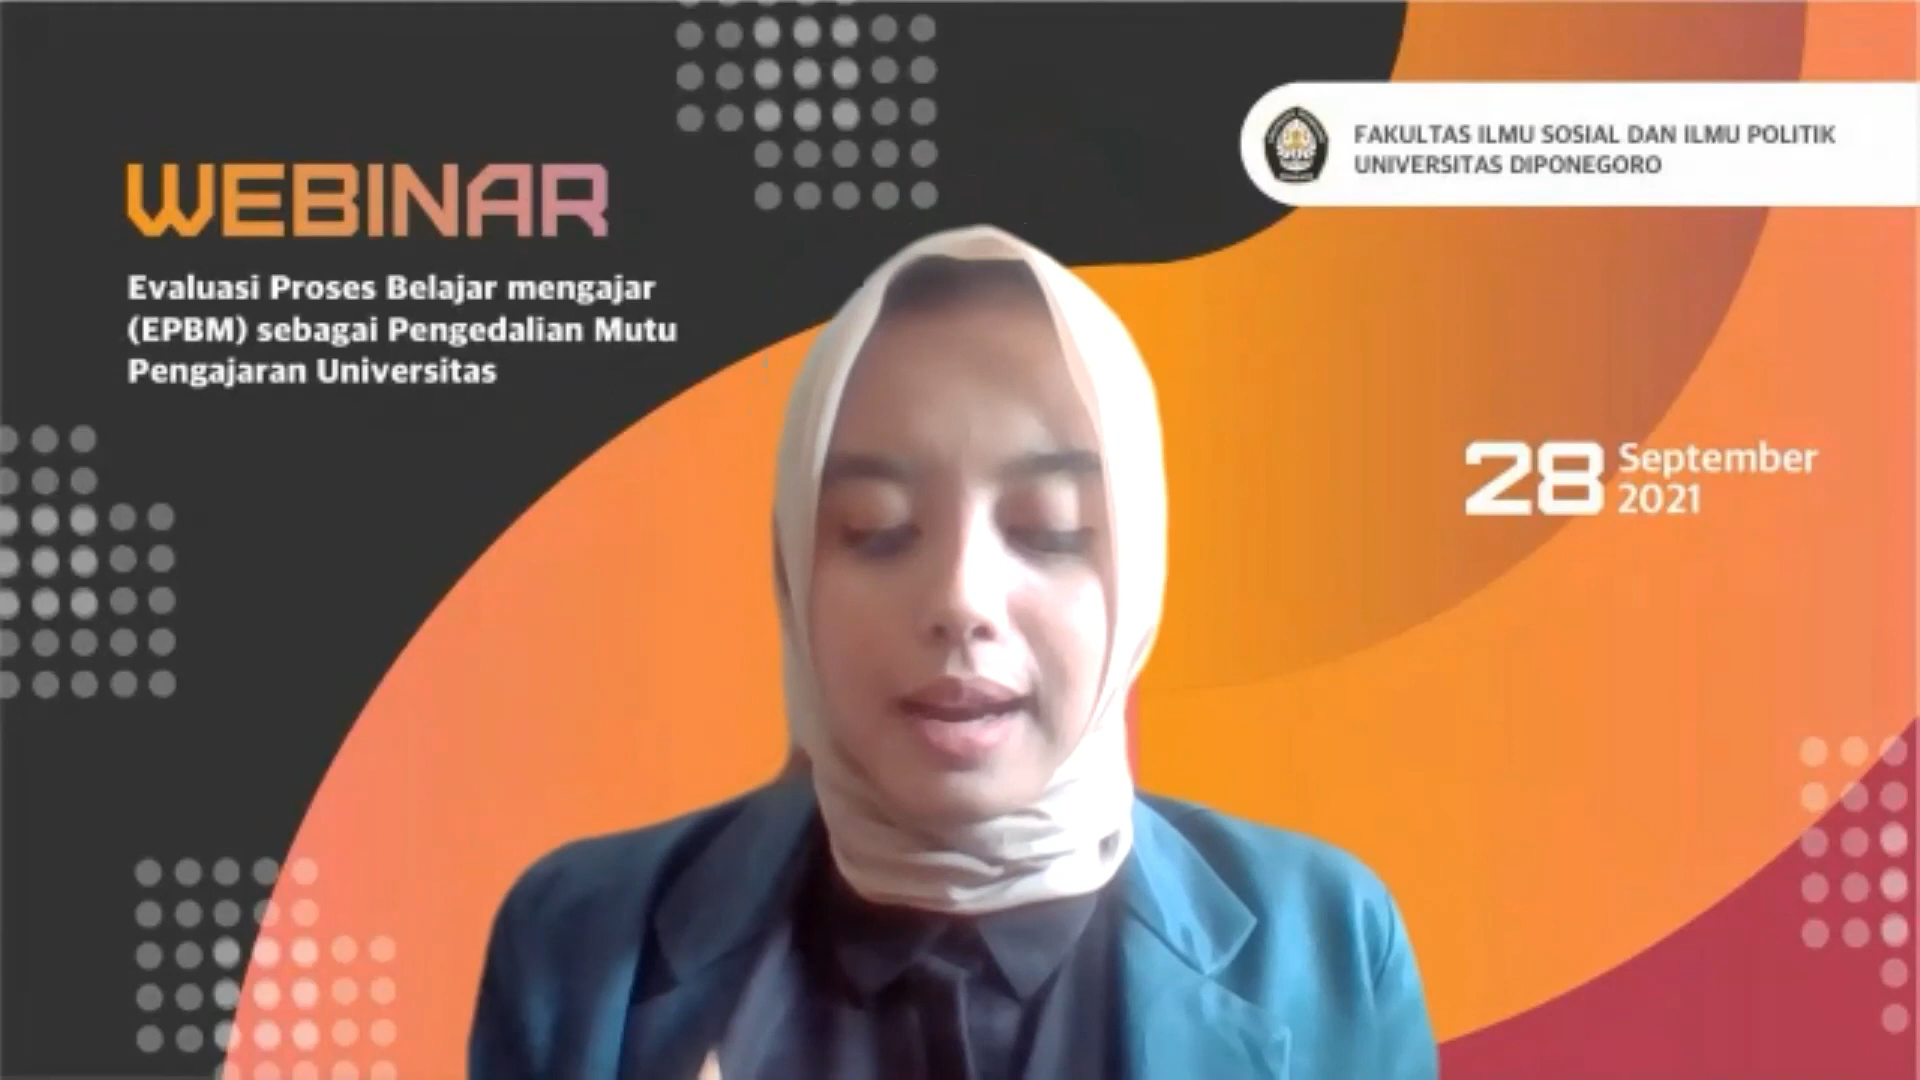 WEBINAR
Evaluasi Proses Belajar mengajar
(EPBM) sebagai Pengedalian Mutu
Pengajaran Universitas
FAKULTAS ILMU SOSIAL DAN ILMU POLITIK
UNIVERSITAS DIPONEGORO
28 September
2021